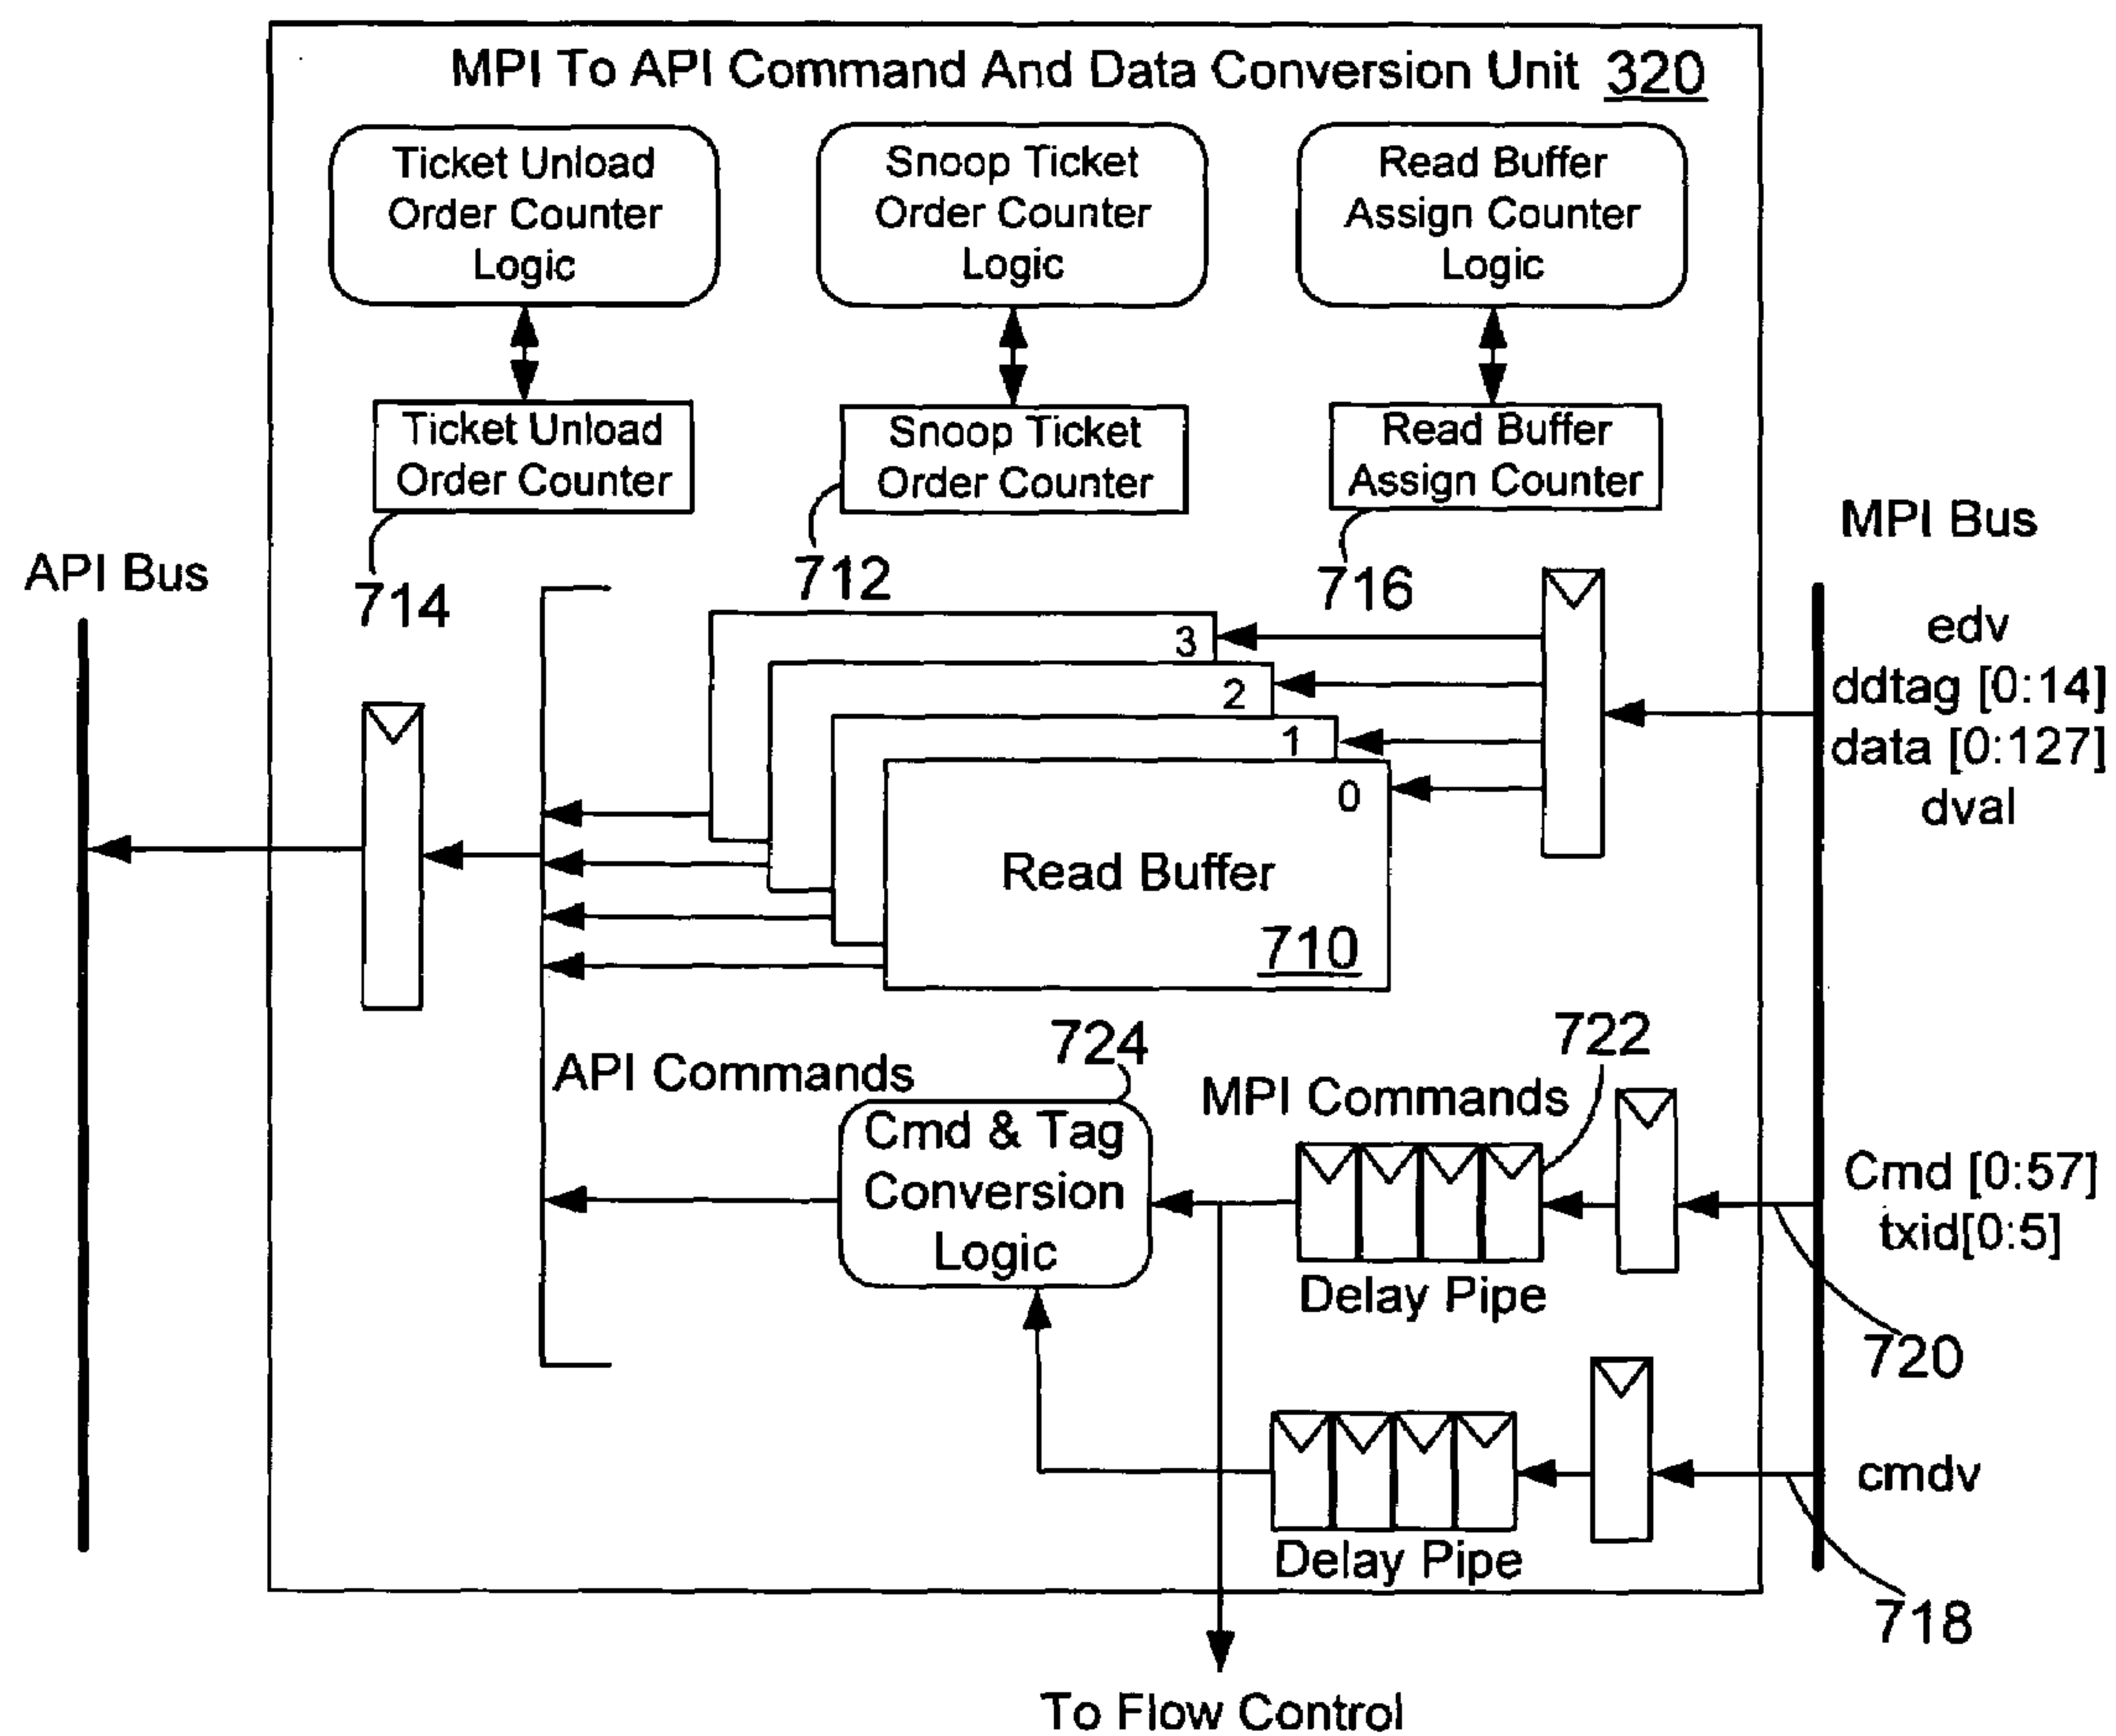 MPI To API Command And Data Conversion Unit 320
Ticket Unload
Order Counter
Logic
Snoop Ticket
Order Counter
Logic
Read Buffer
Assign Counter
Logic
Ticket Unload
Order Counter
Snoop Ticket
Order Counter
Read Buffer
Assign Counter
714
712
716
API Bus
MPI Bus
edv
ddtag [0:14]
data [0:127]
dval
3
2
1
0
Read Buffer
710
API Commands
724
MPI Commands
722
Cmd & Tag
Conversion
Logic
Delay Pipe
Cmd [0:57]
txid[0:5]
720
Delay Pipe
cmdv
718
To Flow Control